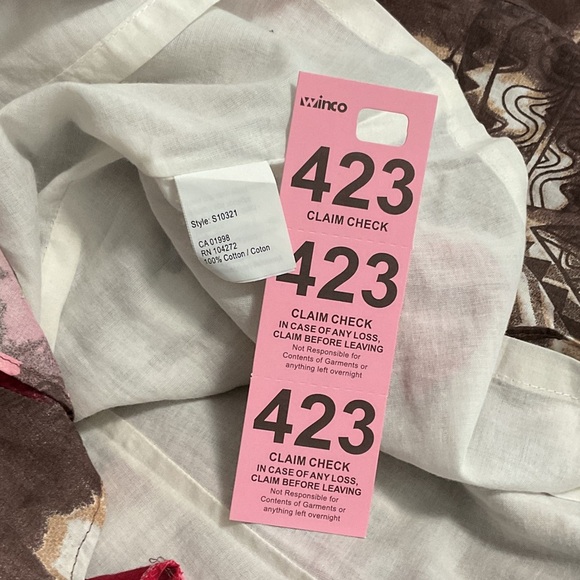 winco
423
CLAIM CHECK
Style: S10321
CA 01998
RN 104272
100% Cotton / Coton
423
CLAIM CHECK
IN CASE OF ANY LOSS,
CLAIM BEFORE LEAVING
Not Responsible for
Contents of Garments or
anything left overnight
423
CLAIM CHECK
IN CASE OF ANY LOSS,
CLAIM BEFORE LEAVING
Not Responsible for
Contents of Garments or
anything left overnight